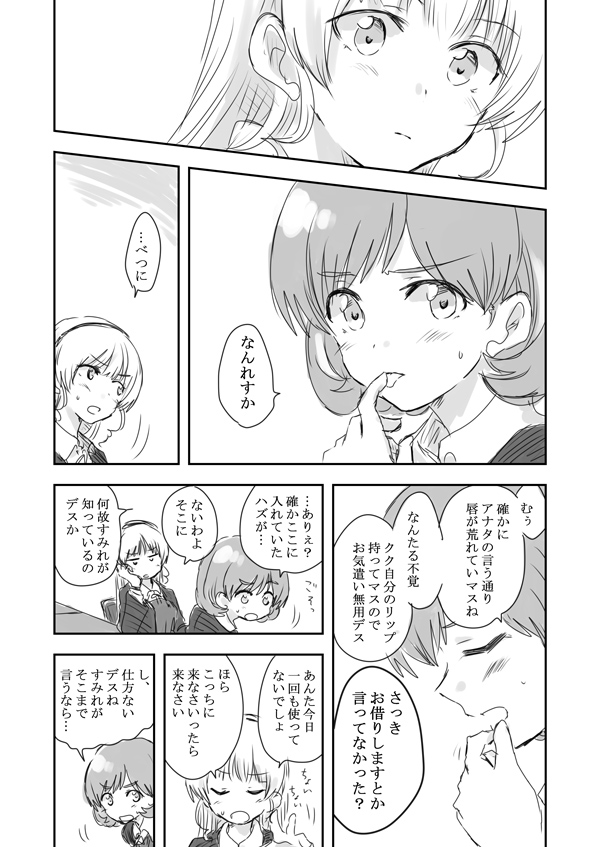 なんれすか
…べつに
むぅ
確かに
アナタの言う通り
唇が荒れていマスね
なんたる不覚
クク自分のリップ
持ってマスので
お気遣い無用デス
さっき
お借りしますとか
言ってなかった？
…ありぇ？
確かここに
入れていた
ハズが…
ごそっ
ないわよ
そこに
何故すみれが
知っているの
デスか
あんた今日
一回も使って
ないでしょ
ほら
こっちに
来なさいったら
来なさい
ちょい
ちょい
し、
仕方ない
デスね
すみれが
そこまで
言うなら…